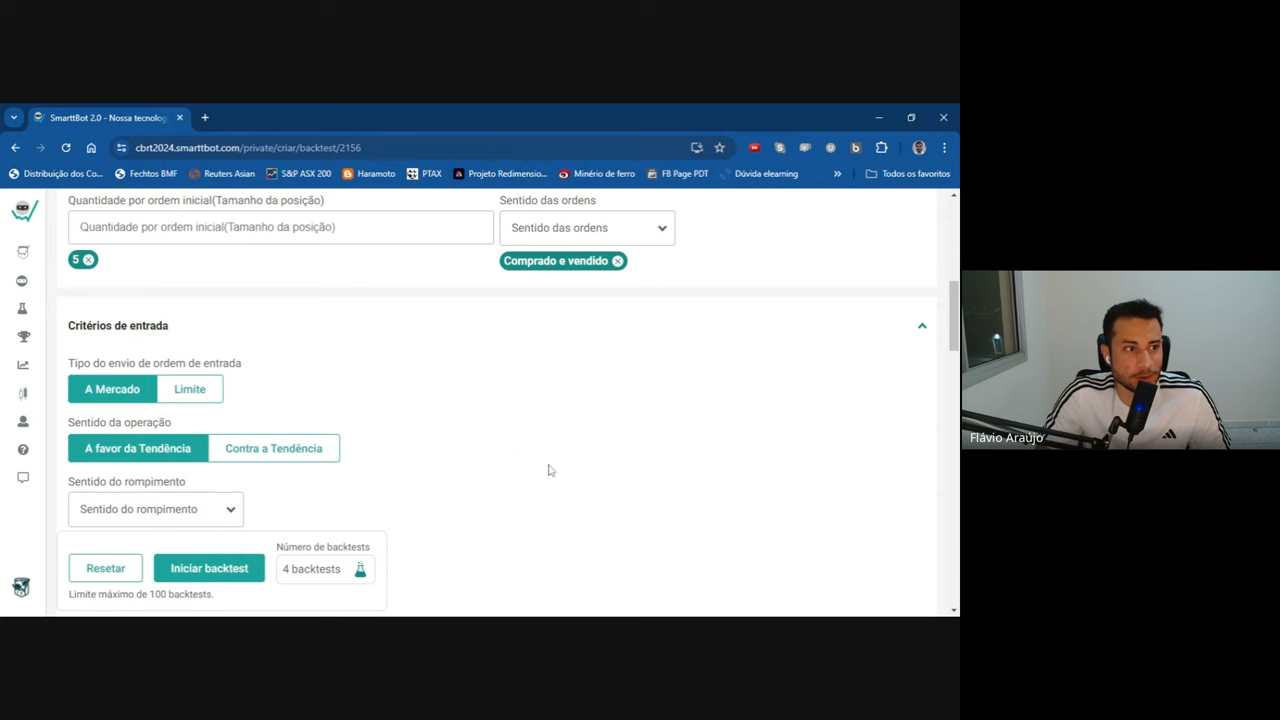 SmarttBot 2.0 - Nossa tecnolog
cbrt2024.smarttbot.com/private/criar/backtest/2156
Distribuição dos Co...
Fechtos BMF
Reuters Asian
S&P ASX 200
Haramoto
PTAX
Projeto Redimensio...
Minério de ferro
FB Page PDT
Dúvida elearning
»
Todos os favoritos
Quantidade por ordem inicial(Tamanho da posição)
Sentido das ordens
Quantidade por ordem inicial(Tamanho da posição)
Sentido das ordens
5
Comprado e vendido
Critérios de entrada
Tipo do envio de ordem de entrada
A Mercado
Limite
Sentido da operação
A favor da Tendência
Contra a Tendência
Sentido do rompimento
Sentido do rompimento
Número de backtests
Resetar
Iniciar backtest
4 backtests
Limite máximo de 100 backtests.
Flávio Araújo